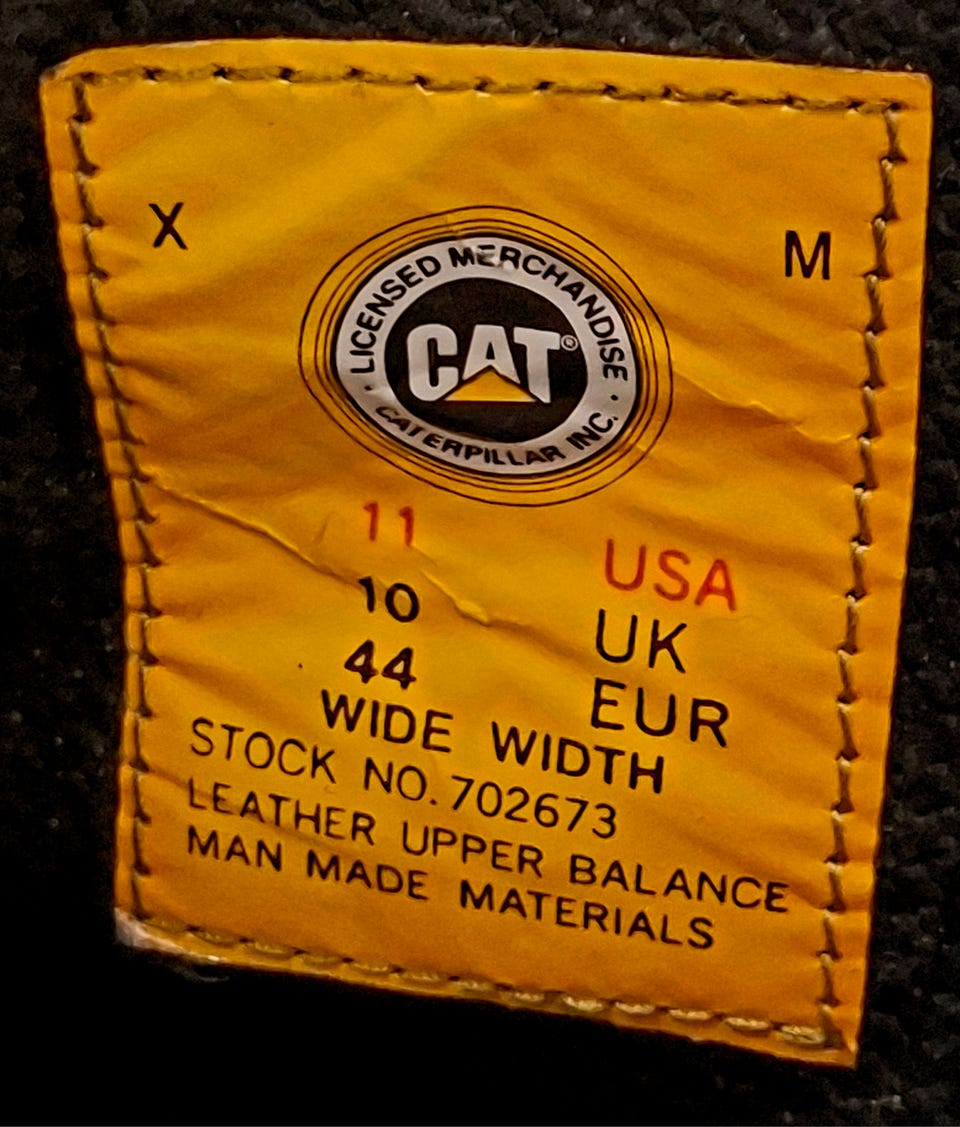 X M
LICENSED MERCHANDISE
CAT®
· CATERPILLAR INC. ·
11 USA
10 UK
44 EUR
WIDE WIDTH
STOCK NO. 702673
LEATHER UPPER BALANCE
MAN MADE MATERIALS